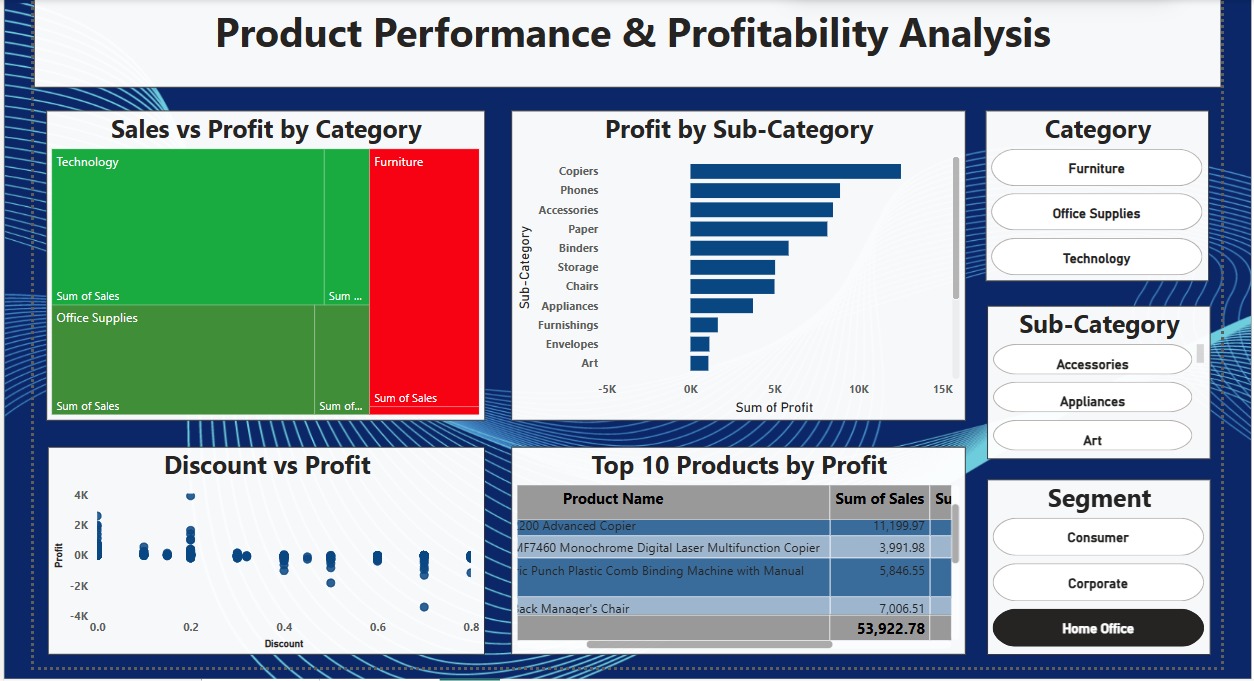 Product Performance & Profitability Analysis
Sales vs Profit by Category
Technology
Furniture
Sum of Sales
Sum ...
Office Supplies
Sum of Sales
Sum of Sales
Sum of...
Profit by Sub-Category
Sub-Category
Copiers
Phones
Accessories
Paper
Binders
Storage
Chairs
Appliances
Furnishings
Envelopes
Art
-5K 0K 5K 10K 15K
Sum of Profit
Category
Furniture
Office Supplies
Technology
Sub-Category
Accessories
Appliances
Art
Discount vs Profit
Profit
4K
2K
0K
-2K
-4K
0.0 0.2 0.4 0.6 0.8
Discount
Top 10 Products by Profit
Product Name Sum of Sales Su
200 Advanced Copier 11,199.97
MF7460 Monochrome Digital Laser Multifunction Copier 3,991.98
ric Punch Plastic Comb Binding Machine with Manual 5,846.55
Back Manager's Chair 7,006.51
53,922.78
Segment
Consumer
Corporate
Home Office